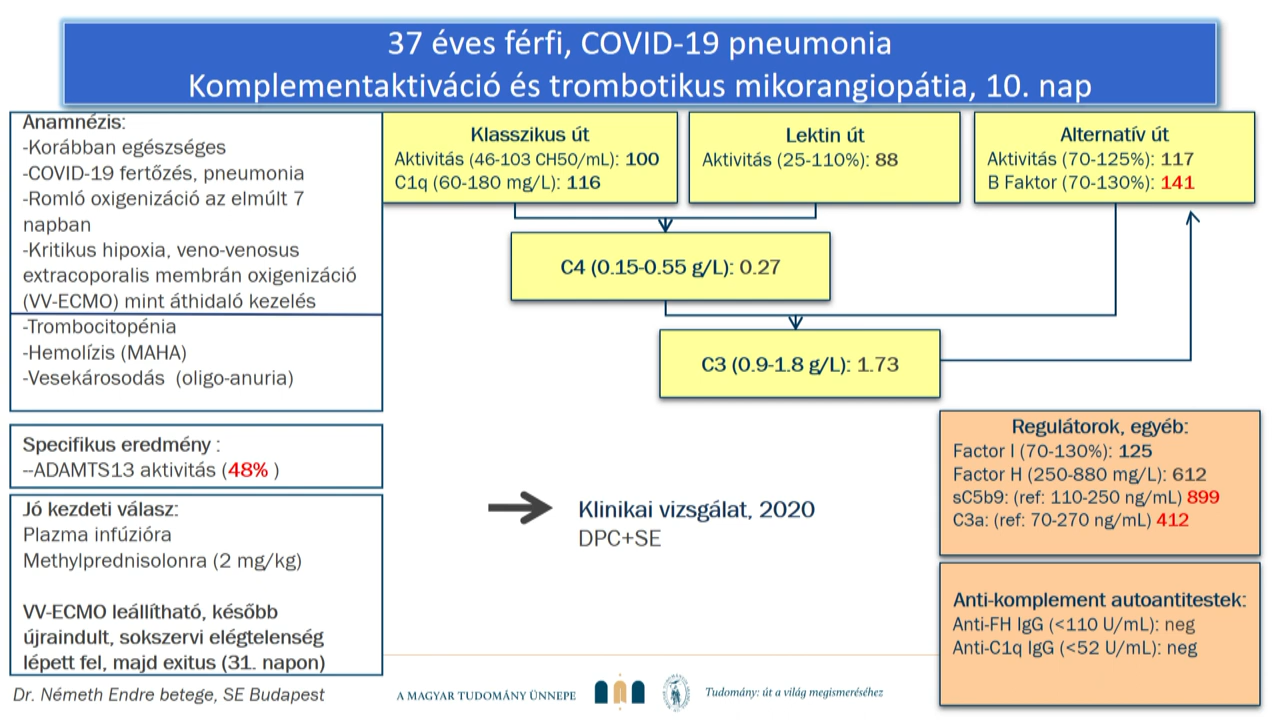 37 éves férfi, COVID-19 pneumonia
Komplementaktiváció és trombotikus mikorangiopátia, 10. nap
Anamnézis:
-Korábban egészséges
-COVID-19 fertőzés, pneumonia
-Romló oxigenizáció az elmúlt 7
napban
-Kritikus hipoxia, veno-venosus
extracoporalis membrán oxigenizáció
(VV-ECMO) mint áthidaló kezelés
-Trombocitopénia
-Hemolízis (MAHA)
-Vesekárosodás (oligo-anuria)
Specifikus eredmény :
--ADAMTS13 aktivitás (48% )
Jó kezdeti válasz:
Plazma infúzióra
Methylprednisolonra (2 mg/kg)
VV-ECMO leállítható, később
újraindult, sokszervi elégtelenség
lépett fel, majd exitus (31. napon)
Dr. Németh Endre betege, SE Budapest
Klasszikus út
Aktivitás (46-103 CH50/mL): 100
C1q (60-180 mg/L): 116
Lektin út
Aktivitás (25-110%): 88
Alternatív út
Aktivitás (70-125%): 117
B Faktor (70-130%): 141
C4 (0.15-0.55 g/L): 0.27
C3 (0.9-1.8 g/L): 1.73
Klinikai vizsgálat, 2020
DPC+SE
Regulátorok, egyéb:
Factor I (70-130%): 125
Factor H (250-880 mg/L): 612
sC5b9: (ref: 110-250 ng/mL) 899
C3a: (ref: 70-270 ng/mL) 412
Anti-komplement autoantitestek:
Anti-FH IgG (<110 U/mL): neg
Anti-C1q IgG (<52 U/mL): neg
A MAGYAR TUDOMÁNY ÜNNEPE
Tudomány: út a világ megismeréséhez